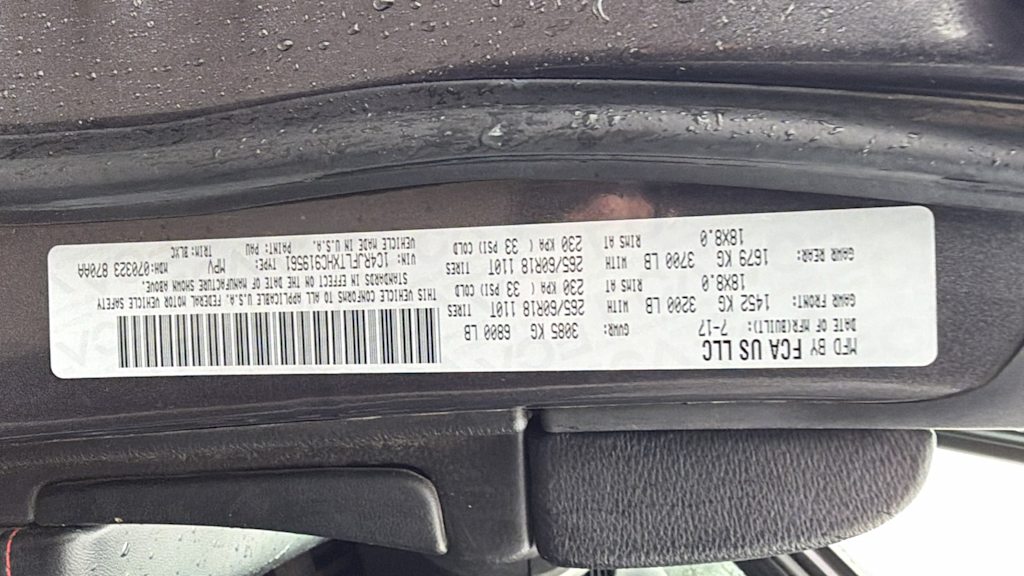 MFD BY FCA US LLC
DATE OF MFR(BUILT): 7-17 GVWR: 3085 KG 6800 LB
GAWR FRONT: 1452 KG 3200 LB WITH TIRES 265/60R18 110T
18X8.0 RIMS AT 230 KPA ( 33 PSI) COLD
GAWR REAR: 1679 KG 3700 LB WITH TIRES 265/60R18 110T
18X8.0 RIMS AT 230 KPA ( 33 PSI) COLD
THIS VEHICLE CONFORMS TO ALL APPLICABLE U.S.A. FEDERAL MOTOR VEHICLE SAFETY
STANDARDS IN EFFECT ON THE DATE OF MANUFACTURE SHOWN ABOVE.
VIN: 1C4RJFLTXHC919561 TYPE: MPV MDH:070323 870AA
VEHICLE MADE IN U.S.A. PAINT: PAU TRIM: